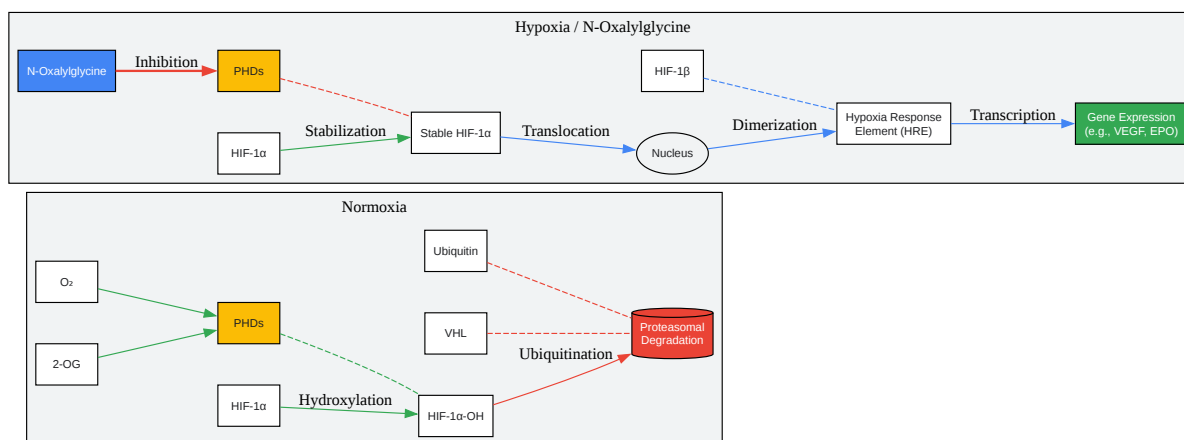 Hypoxia / N-Oxalylglycine
N-Oxalylglycine
Inhibition
PHDs
HIF-1β
HIF-1α
Stabilization
Stable HIF-1α
Translocation
Nucleus
Dimerization
Hypoxia Response
Element (HRE)
Transcription
Gene Expression
(e.g., VEGF, EPO)
Normoxia
O₂
2-OG
PHDs
HIF-1α
Hydroxylation
HIF-1α-OH
Ubiquitin
VHL
Ubiquitination
Proteasomal
Degradation